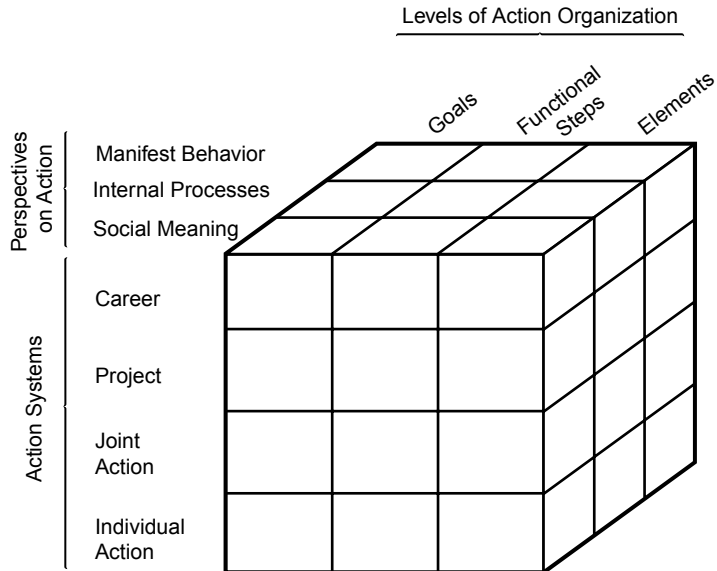 Levels of Action Organization
Goals
Functional
Steps
Elements
Perspectives
on Action
Manifest Behavior
Internal Processes
Social Meaning
Action Systems
Career
Project
Joint
Action
Individual
Action